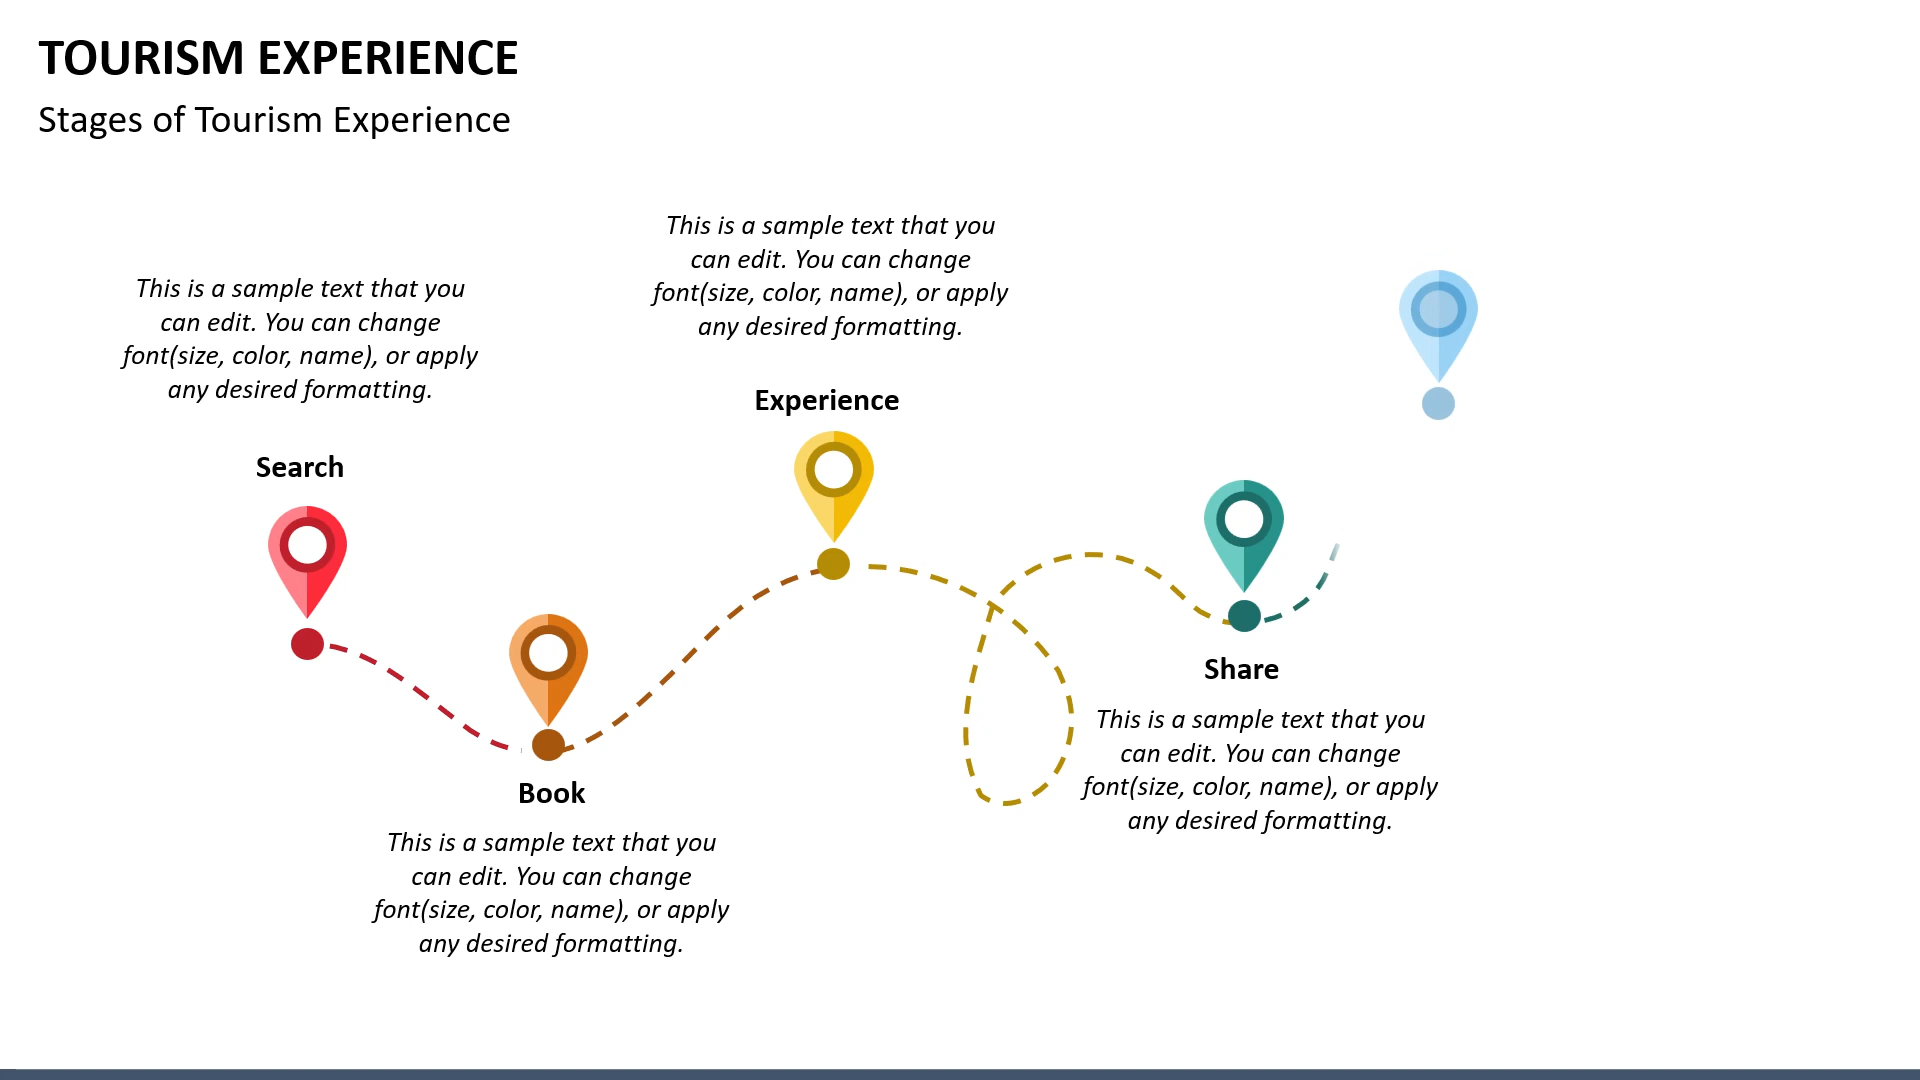 TOURISM EXPERIENCE
Stages of Tourism Experience
This is a sample text that you
can edit. You can change
font(size, color, name), or apply
any desired formatting.
Search
This is a sample text that you
can edit. You can change
font(size, color, name), or apply
any desired formatting.
Experience
Book
This is a sample text that you
can edit. You can change
font(size, color, name), or apply
any desired formatting.
Share
This is a sample text that you
can edit. You can change
font(size, color, name), or apply
any desired formatting.